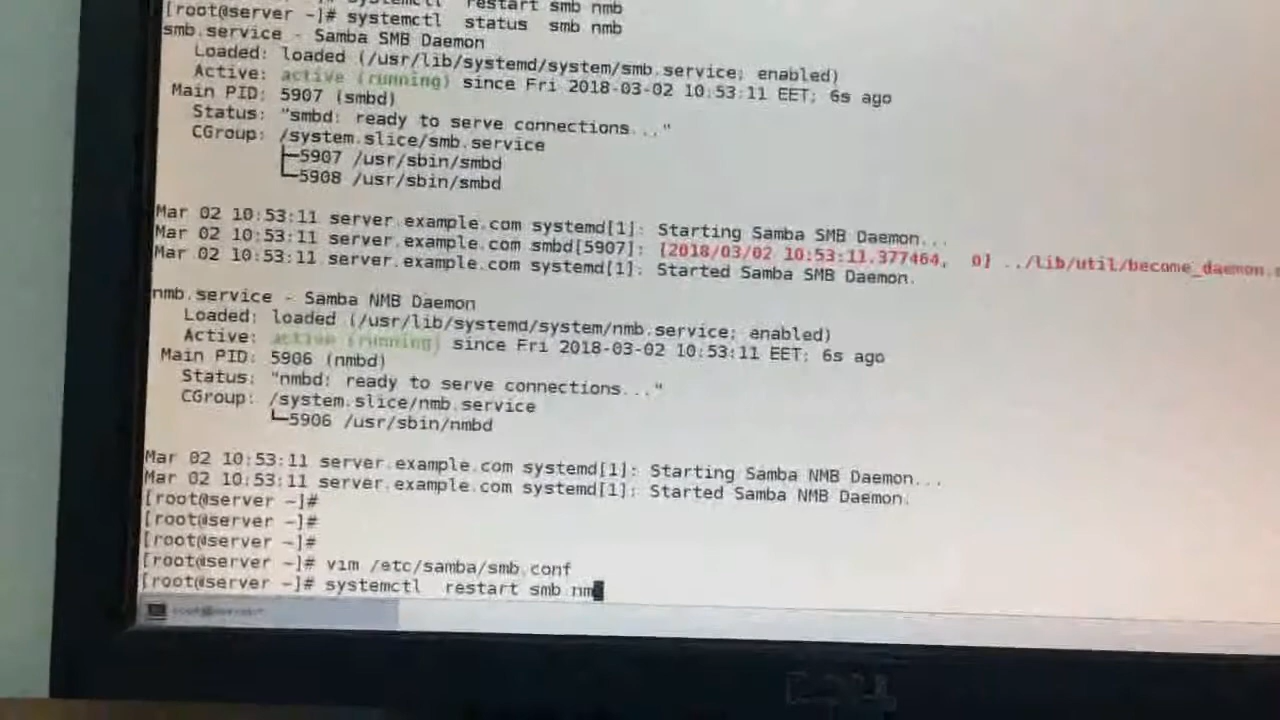 restart smb nmb
[root@server ~]# systemctl  status  smb nmb
smb.service - Samba SMB Daemon
Loaded: loaded (/usr/lib/systemd/system/smb.service; enabled)
Active: active (running) since Fri 2018-03-02 10:53:11 EET; 6s ago
Main PID: 5907 (smbd)
Status: "smbd: ready to serve connections..."
CGroup: /system.slice/smb.service
├─5907 /usr/sbin/smbd
└─5908 /usr/sbin/smbd
Mar 02 10:53:11 server.example.com systemd[1]: Starting Samba SMB Daemon...
Mar 02 10:53:11 server.example.com smbd[5907]: [2018/03/02 10:53:11.377464,  0] ../lib/util/become_daemon.
Mar 02 10:53:11 server.example.com systemd[1]: Started Samba SMB Daemon.
nmb.service - Samba NMB Daemon
Loaded: loaded (/usr/lib/systemd/system/nmb.service; enabled)
Active: active (running) since Fri 2018-03-02 10:53:11 EET; 6s ago
Main PID: 5906 (nmbd)
Status: "nmbd: ready to serve connections..."
CGroup: /system.slice/nmb.service
└─5906 /usr/sbin/nmbd
Mar 02 10:53:11 server.example.com systemd[1]: Starting Samba NMB Daemon...
Mar 02 10:53:11 server.example.com systemd[1]: Started Samba NMB Daemon.
[root@server ~]#
[root@server ~]#
[root@server ~]#
[root@server ~]# vim /etc/samba/smb.conf
[root@server ~]# systemctl  restart smb nm